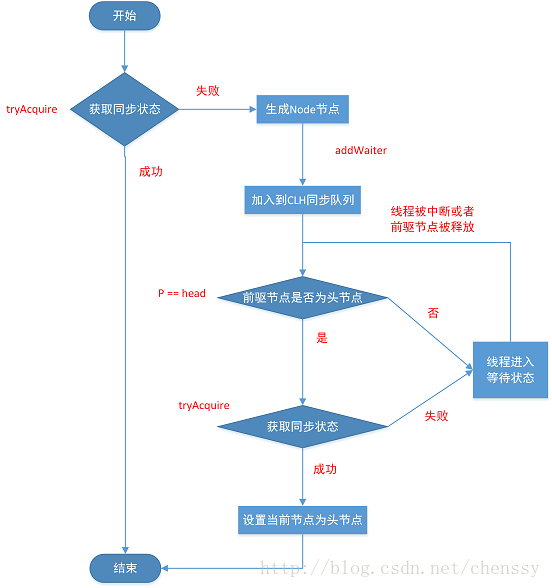 开始
tryAcquire
获取同步状态
失败
生成Node节点
addWaiter
成功
加入到CLH同步队列
线程被中断或者
前驱节点被释放
P == head
前驱节点是否为头节点
否
是
线程进入
等待状态
tryAcquire
获取同步状态
失败
成功
设置当前节点为头节点
结束
http://blog.csdn.net/chenssy